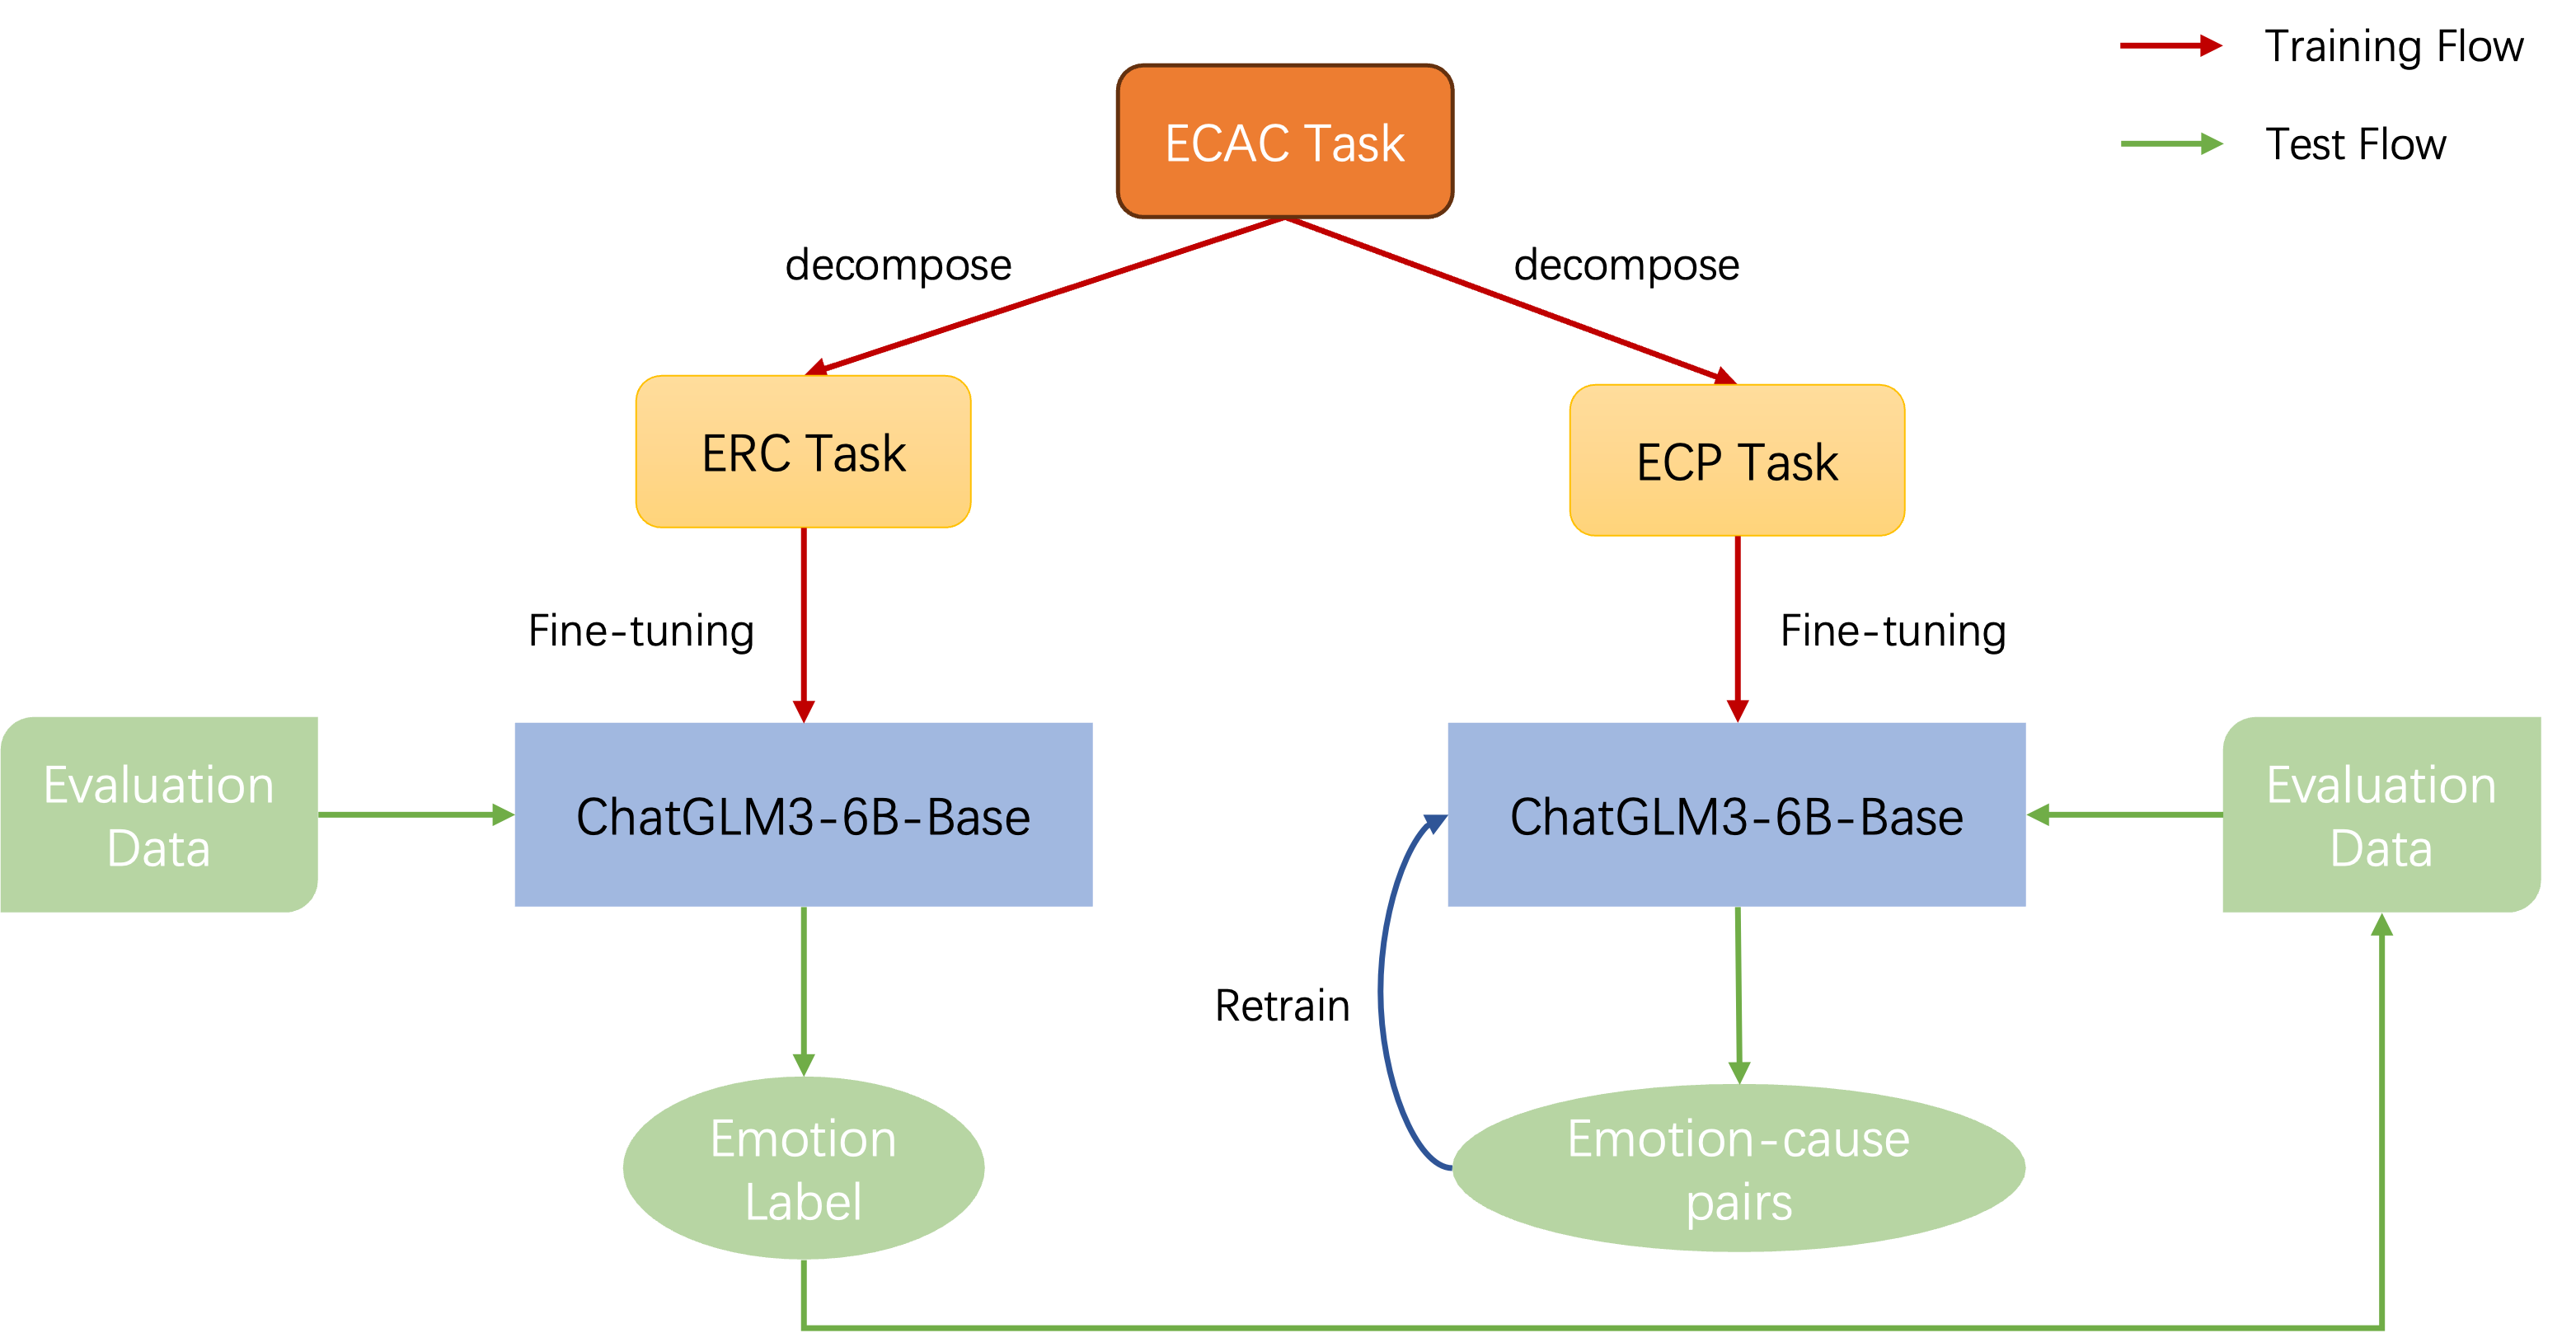 Training Flow
Test Flow
ECAC Task
decompose
decompose
ERC Task
ECP Task
Fine-tuning
Fine-tuning
Evaluation
Data
ChatGLM3-6B-Base
ChatGLM3-6B-Base
Evaluation
Data
Retrain
Emotion
Label
Emotion-cause
pairs